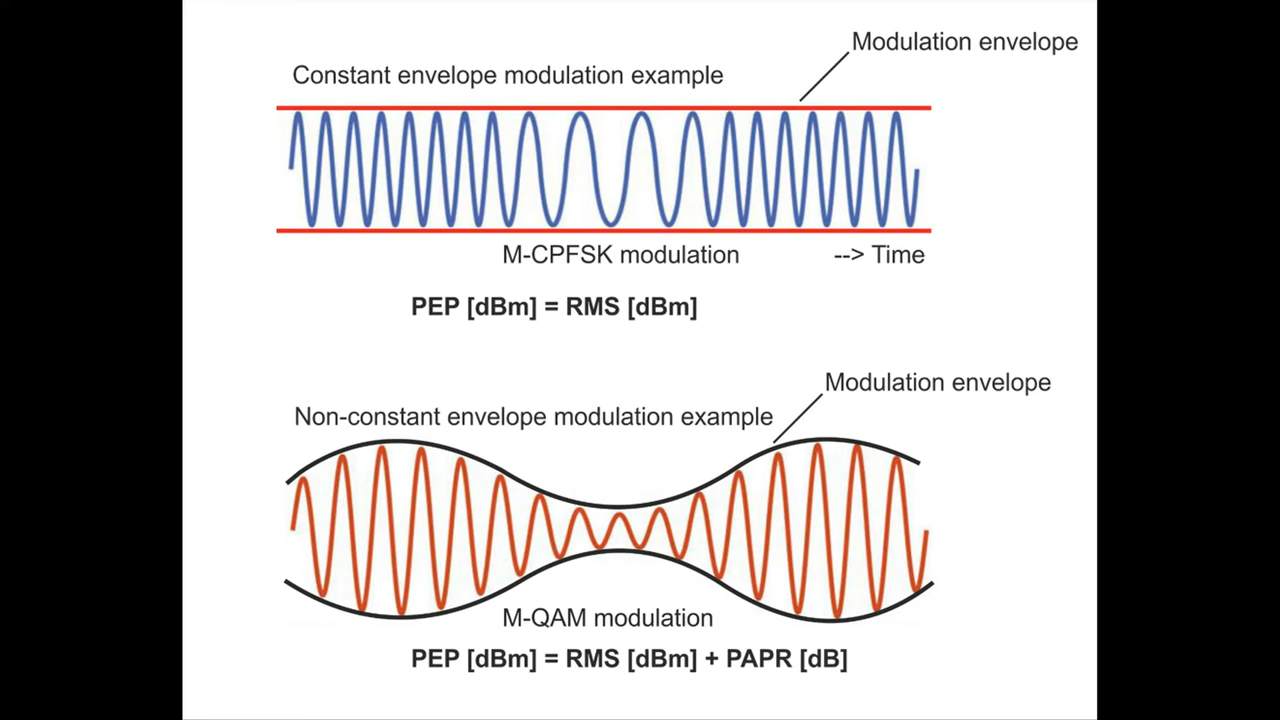 Modulation envelope
Constant envelope modulation example
M-CPFSK modulation
--> Time
PEP [dBm] = RMS [dBm]
Modulation envelope
Non-constant envelope modulation example
M-QAM modulation
PEP [dBm] = RMS [dBm] + PAPR [dB]